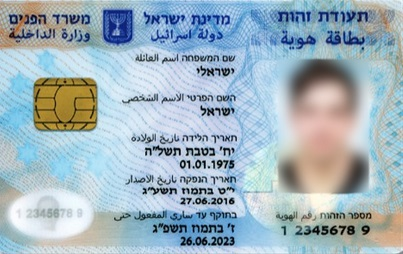 תעודת זהות
بطاقة هوية
מדינת ישראל
دولة اسرائيل
משרד הפנים
وزارة الداخلية
שם המשפחה اسم العائلة
ישראלי
השם הפרטי الاسم الشخصي
ישראל
תאריך הלידה تاريخ الولادة
יח' בטבת תשל"ה
01.01.1975
תאריך הנפקה تاريخ الاصدار
י"ט בתמוז תשע"ג
27.06.2016
בתוקף עד ساري المفعول حتى
ז' בתמוז תשפ"ג
26.06.2023
מספר הזהות رقم الهوية
1 2345678 9
1 2345678 9